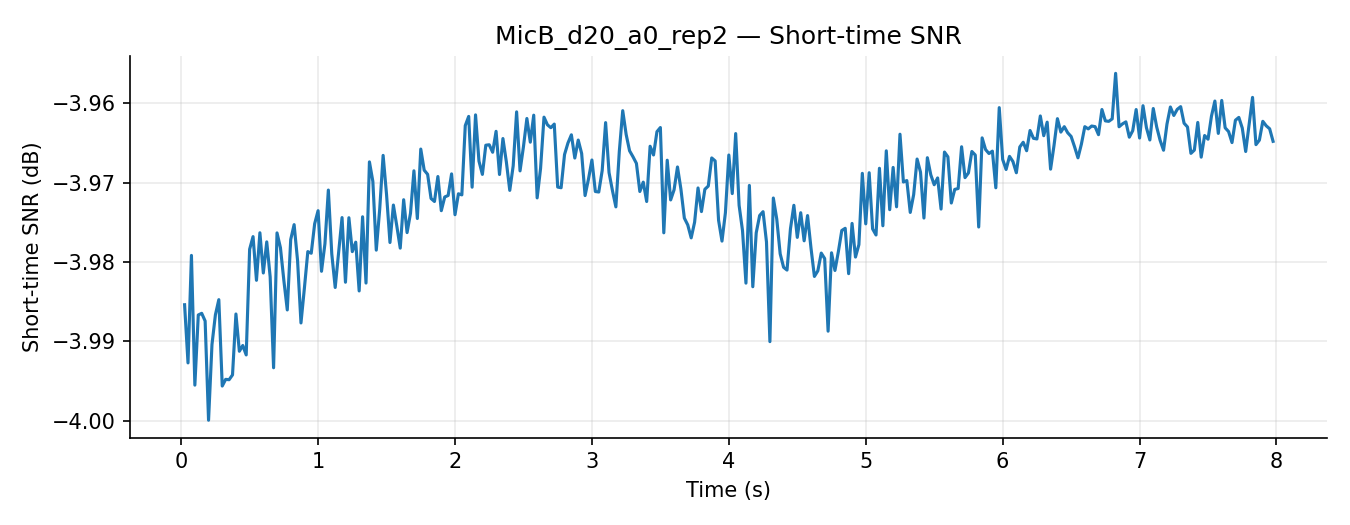 MicB_d20_a0_rep2 — Short-time SNR
Short-time SNR (dB)
−3.96
−3.97
−3.98
−3.99
−4.00
0 1 2 3 4 5 6 7 8
Time (s)